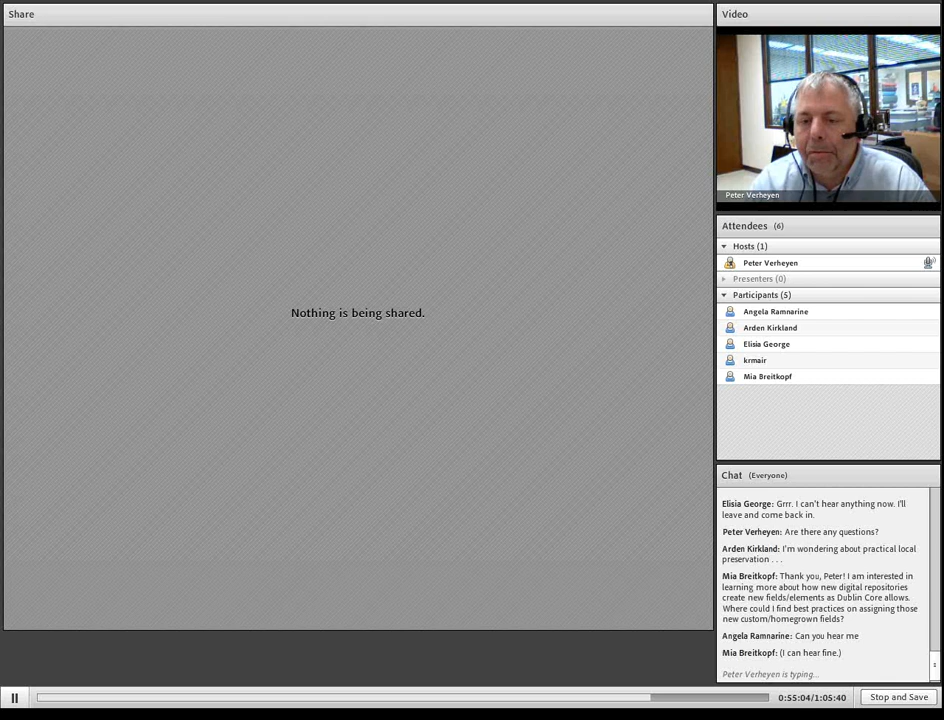 Share
Nothing is being shared.
Video
Peter Verheyen
Attendees (6)
Hosts (1)
Peter Verheyen
Presenters (0)
Participants (5)
Angela Ramnarine
Arden Kirkland
Elisia George
krmair
Mia Breitkopf
Chat (Everyone)
Elisia George: Grrr. I can't hear anything now. I'll
leave and come back in.
Peter Verheyen: Are there any questions?
Arden Kirkland: I'm wondering about practical local
preservation . . .
Mia Breitkopf: Thank you, Peter! I am interested in
learning more about how new digital repositories
create new fields/elements as Dublin Core allows.
Where could I find best practices on assigning those
new custom/homegrown fields?
Angela Ramnarine: Can you hear me
Mia Breitkopf: (I can hear fine.)
Peter Verheyen is typing...
0:55:04/1:05:40
Stop and Save